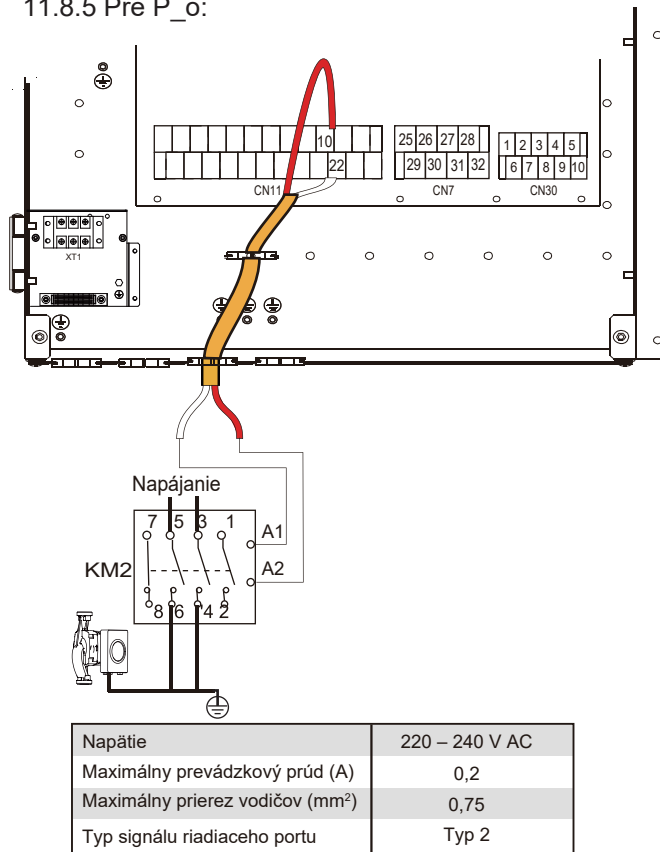 11.8.5 Pre P_o:
10
22
CN11
25 26 27 28
29 30 31 32
CN7
1 2 3 4 5
6 7 8 9 10
CN30
XT1
Napájanie
7 5 3 1
A1
A2
KM2
8 6 4 2
Napätie 220 – 240 V AC
Maximálny prevádzkový prúd (A) 0,2
Maximálny prierez vodičov (mm²) 0,75
Typ signálu riadiaceho portu Typ 2